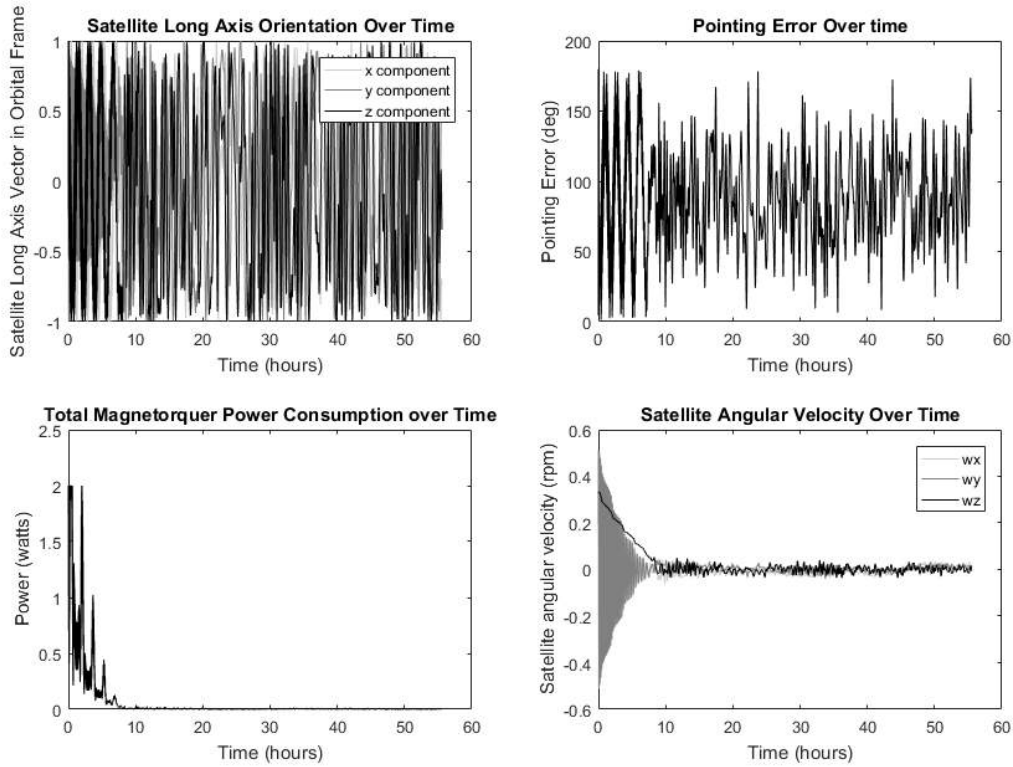 Satellite Long Axis Orientation Over Time
Satellite Long Axis Vector in Orbital Frame
1
0.5
0
-0.5
-1
x component
y component
z component
0 10 20 30 40 50 60
Time (hours)
Pointing Error Over time
Pointing Error (deg)
200
150
100
50
0
0 10 20 30 40 50 60
Time (hours)
Total Magnetorquer Power Consumption over Time
Power (watts)
2.5
2
1.5
1
0.5
0
0 10 20 30 40 50 60
Time (hours)
Satellite Angular Velocity Over Time
Satellite angular velocity (rpm)
0.6
0.4
0.2
0
-0.2
-0.4
-0.6
wx
wy
wz
0 10 20 30 40 50 60
Time (hours)